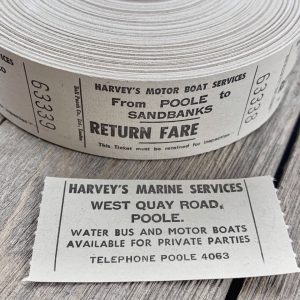 HARVEY'S MOTOR BOAT SERVICES
From POOLE to
SANDBANKS
RETURN FARE
This Ticket must be retained for inspection
63339
63339
HARVEY'S MARINE SERVICES
WEST QUAY ROAD,
POOLE.
WATER BUS AND MOTOR BOATS
AVAILABLE FOR PRIVATE PARTIES
TELEPHONE POOLE 4063